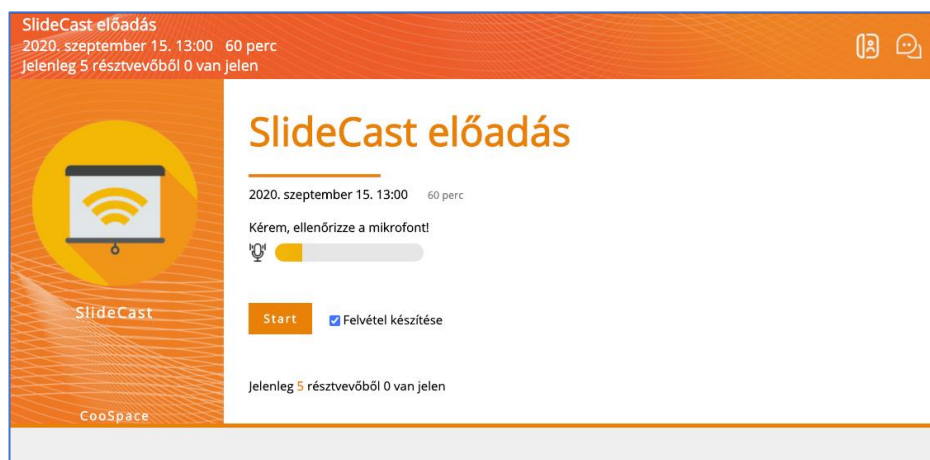 SlideCast előadás
2020. szeptember 15. 13:00 60 perc
Jelenleg 5 résztvevőből 0 van jelen
SlideCast előadás
2020. szeptember 15. 13:00 60 perc
Kérem, ellenőrizze a mikrofont!
SlideCast
Start Felvétel készítése
Jelenleg 5 résztvevőből 0 van jelen
CooSpace